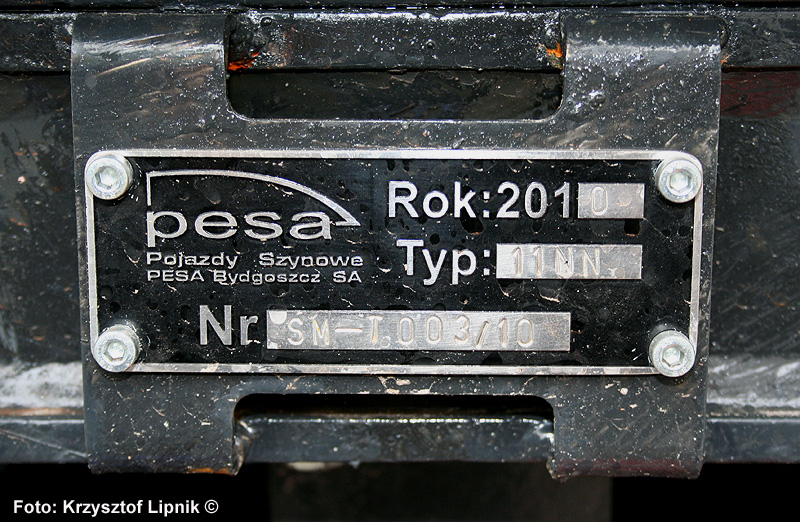 pesa
Pojazdy Szynowe
PESA Bydgoszcz SA
Rok:2010
Typ:11NN
Nr SM-T.003/10
Foto: Krzysztof Lipnik ©